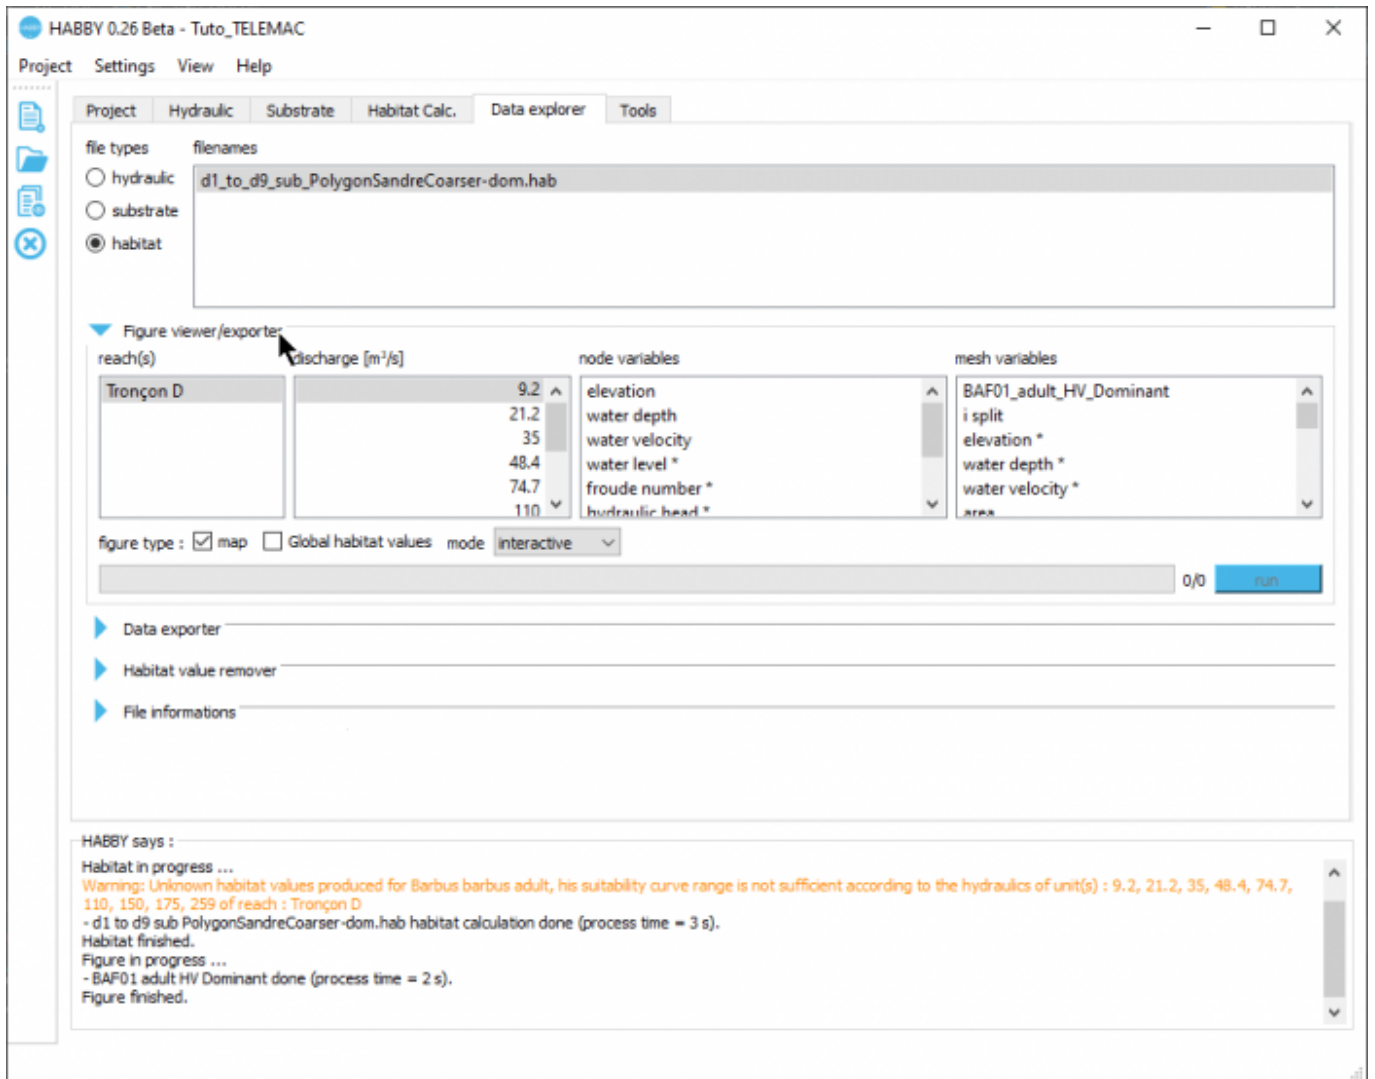 HABBY 0.26 Beta - Tuto_TELEMAC
Project Settings View Help
Project Hydraulic Substrate Habitat Calc. Data explorer Tools
file types filenames
hydraulic
substrate
habitat
d1_to_d9_sub_PolygonSandreCoarser-dom.hab
Figure viewer/exporter
reach(s) discharge [m³/s] node variables mesh variables
Tronçon D
9.2
21.2
35
48.4
74.7
110
elevation
water depth
water velocity
water level *
froude number *
hydraulic head *
BAF01_adult_HV_Dominant
i split
elevation *
water depth *
water velocity *
area
figure type : map Global habitat values mode interactive
0/0 run
Data exporter
Habitat value remover
File informations
HABBY says :
Habitat in progress ...
Warning: Unknown habitat values produced for Barbus barbus adult, his suitability curve range is not sufficient according to the hydraulics of unit(s) : 9.2, 21.2, 35, 48.4, 74.7,
110, 150, 175, 259 of reach : Tronçon D
- d1 to d9 sub PolygonSandreCoarser-dom.hab habitat calculation done (process time = 3 s).
Habitat finished.
Figure in progress ...
- BAF01 adult HV Dominant done (process time = 2 s).
Figure finished.